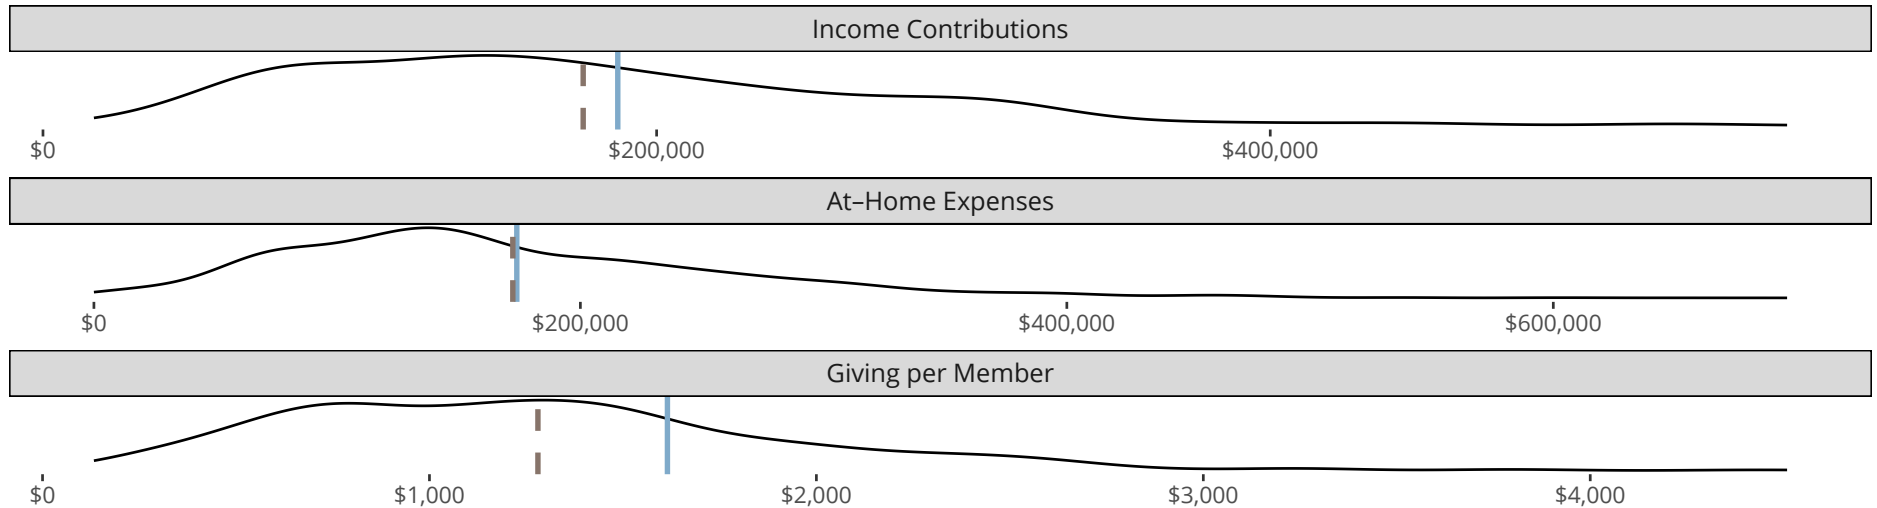 Income Contributions
$0 $200,000 $400,000
At–Home Expenses
$0 $200,000 $400,000 $600,000
Giving per Member
$0 $1,000 $2,000 $3,000 $4,000